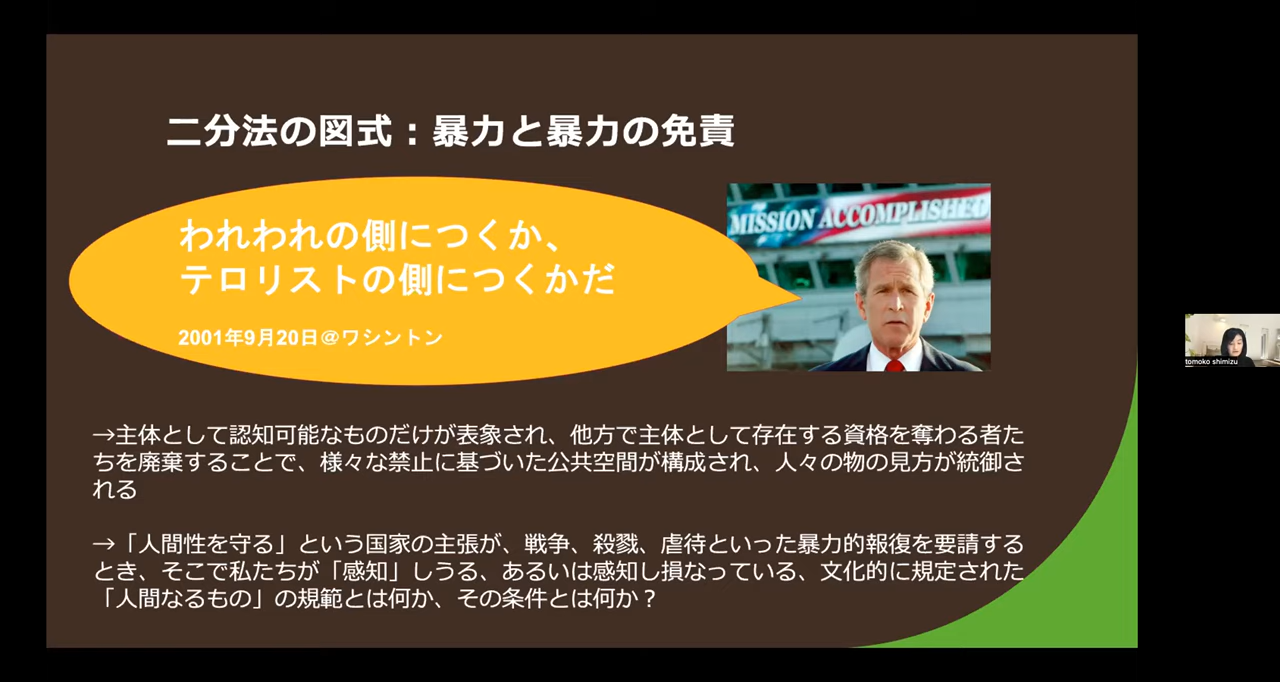 二分法の図式：暴力と暴力の免責
われわれの側につくか、
テロリストの側につくかだ
2001年9月20日＠ワシントン
MISSION ACCOMPLISHED
→主体として認知可能なものだけが表象され、他方で主体として存在する資格を奪わる者た
ちを廃棄することで、様々な禁止に基づいた公共空間が構成され、人々の物の見方が統御さ
れる
→「人間性を守る」という国家の主張が、戦争、殺戮、虐待といった暴力的報復を要請する
とき、そこで私たちが「感知」しうる、あるいは感知し損なっている、文化的に規定された
「人間なるもの」の規範とは何か、その条件とは何か？
tomoko shimizu